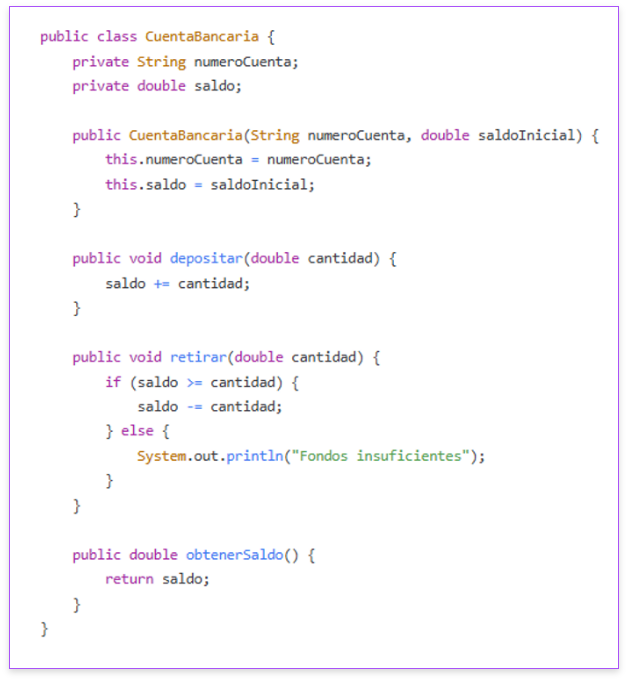 public class CuentaBancaria {
    private String numeroCuenta;
    private double saldo;

    public CuentaBancaria(String numeroCuenta, double saldoInicial) {
        this.numeroCuenta = numeroCuenta;
        this.saldo = saldoInicial;
    }

    public void depositar(double cantidad) {
        saldo += cantidad;
    }

    public void retirar(double cantidad) {
        if (saldo >= cantidad) {
            saldo -= cantidad;
        } else {
            System.out.println("Fondos insuficientes");
        }
    }

    public double obtenerSaldo() {
        return saldo;
    }
}